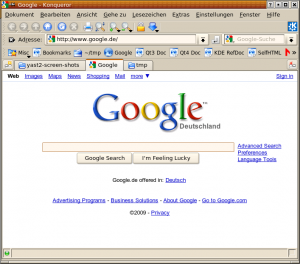 Google - Konqueror
Dokument Bearbeiten Ansicht Gehe zu Lesezeichen Extras Einstellungen Fenster Hilfe
Adresse: http://www.google.de/ Google-Suche
Misc Bookmarks ~/tmp Google Qt3 Doc Qt4 Doc KDE RefDoc SelfHTML
yast2-screen-shots Google tmp
Web Images Maps News Shopping Mail more ▼ Sign in
Google™
Deutschland
Advanced Search
Preferences
Language Tools
Google Search I'm Feeling Lucky
Google.de offered in: Deutsch
Advertising Programs - Business Solutions - About Google - Go to Google.com
©2009 - Privacy